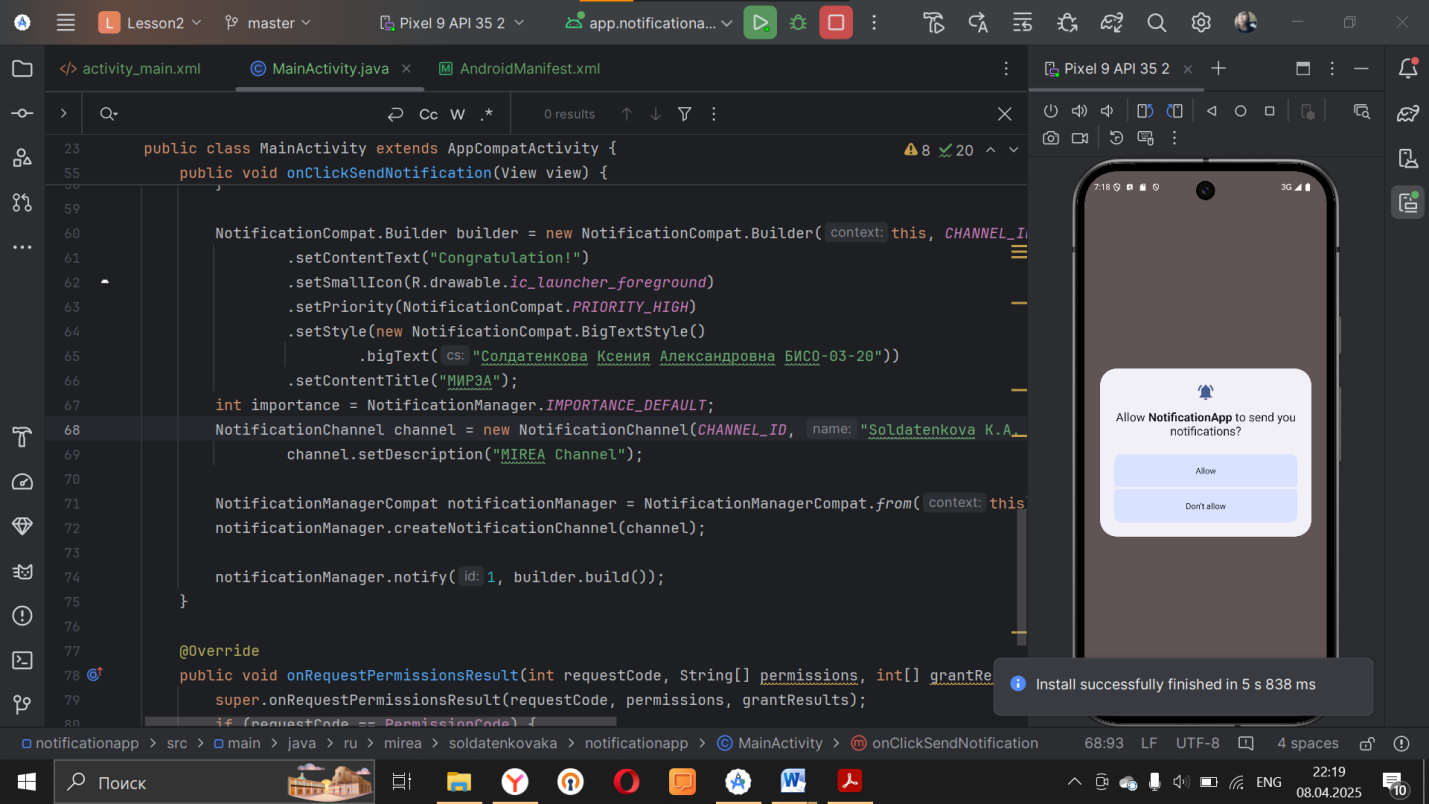 L Lesson2 master Pixel 9 API 35 2 app.notificationa...
activity_main.xml MainActivity.java AndroidManifest.xml Pixel 9 API 35 2
Cc W .* 0 results
23 public class MainActivity extends AppCompatActivity { 8 20
55 public void onClickSendNotification(View view) {
}
59
60 NotificationCompat.Builder builder = new NotificationCompat.Builder( context: this, CHANNEL_ID
61 .setContentText("Congratulation!")
62 .setSmallIcon(R.drawable.ic_launcher_foreground)
63 .setPriority(NotificationCompat.PRIORITY_HIGH)
64 .setStyle(new NotificationCompat.BigTextStyle()
65 .bigText( cs: "Солдатенкова Ксения Александровна БИСО-03-20"))
66 .setContentTitle("МИРЭА");
67 int importance = NotificationManager.IMPORTANCE_DEFAULT;
68 NotificationChannel channel = new NotificationChannel(CHANNEL_ID, name: "Soldatenkova K.A.
69 channel.setDescription("MIREA Channel");
70
71 NotificationManagerCompat notificationManager = NotificationManagerCompat.from( context: this)
72 notificationManager.createNotificationChannel(channel);
73
74 notificationManager.notify( id: 1, builder.build());
75 }
76
77 @Override
78 public void onRequestPermissionsResult(int requestCode, String[] permissions, int[] grantRe
79 super.onRequestPermissionsResult(requestCode, permissions, grantResults);
80 if (requestCode == PermissionCode) {
7:18 3G
Allow NotificationApp to send you
notifications?
Allow
Don't allow
Install successfully finished in 5 s 838 ms
notificationapp > src > main > java > ru > mirea > soldatenkovaka > notificationapp > MainActivity > onClickSendNotification 68:93 LF UTF-8 4 spaces
Поиск ENG 22:19
08.04.2025 10